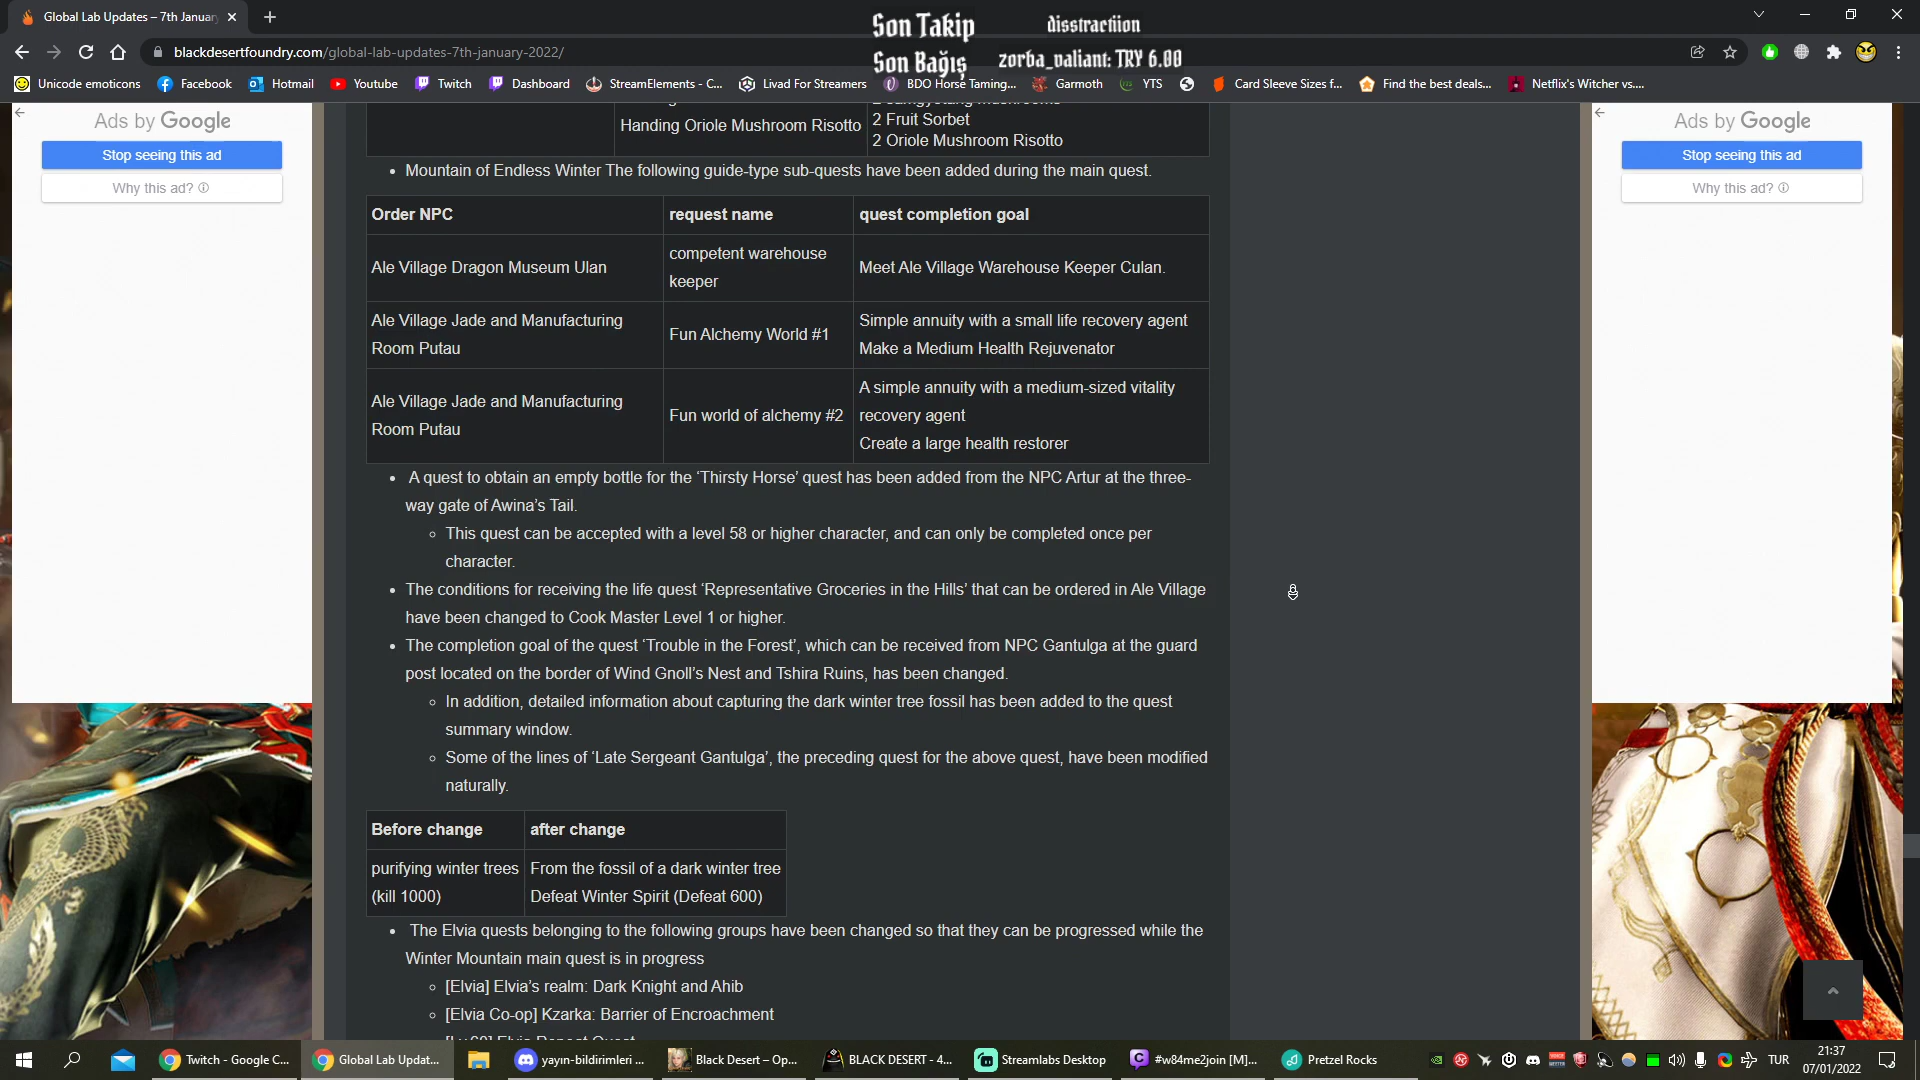 Global Lab Updates – 7th Januar
Son Takip
disstractiion
blackdesertfoundry.com/global-lab-updates-7th-january-2022/
Son Bağış
zorba_valiant: TRY 6.00
Unicode emotions
Facebook
Hotmail
Youtube
Twitch
Dashboard
StreamElements - C...
Livad For Streamers
BDO Horse Taming...
Garmoth
YTS
Card Sleeve Sizes f...
Find the best deals...
Netflix's Witcher vs....
Ads by Google
Stop seeing this ad
Why this ad?
Ads by Google
Stop seeing this ad
Why this ad?
Handing Oriole Mushroom Risotto
2 Fruit Sorbet
2 Oriole Mushroom Risotto
Mountain of Endless Winter The following guide-type sub-quests have been added during the main quest.
Order NPC
request name
quest completion goal
Ale Village Dragon Museum Ulan
competent warehouse
keeper
Meet Ale Village Warehouse Keeper Culan.
Ale Village Jade and Manufacturing
Room Putau
Fun Alchemy World #1
Simple annuity with a small life recovery agent
Make a Medium Health Rejuvenator
Ale Village Jade and Manufacturing
Room Putau
Fun world of alchemy #2
A simple annuity with a medium-sized vitality
recovery agent
Create a large health restorer
A quest to obtain an empty bottle for the ‘Thirsty Horse’ quest has been added from the NPC Artur at the three-
way gate of Awina’s Tail.
This quest can be accepted with a level 58 or higher character, and can only be completed once per
character.
The conditions for receiving the life quest ‘Representative Groceries in the Hills’ that can be ordered in Ale Village
have been changed to Cook Master Level 1 or higher.
The completion goal of the quest ‘Trouble in the Forest’, which can be received from NPC Gantulga at the guard
post located on the border of Wind Gnoll’s Nest and Tshira Ruins, has been changed.
In addition, detailed information about capturing the dark winter tree fossil has been added to the quest
summary window.
Some of the lines of ‘Late Sergeant Gantulga’, the preceding quest for the above quest, have been modified
naturally.
Before change
after change
purifying winter trees
(kill 1000)
From the fossil of a dark winter tree
Defeat Winter Spirit (Defeat 600)
The Elvia quests belonging to the following groups have been changed so that they can be progressed while the
Winter Mountain main quest is in progress
[Elvia] Elvia’s realm: Dark Knight and Ahib
[Elvia Co-op] Kzarka: Barrier of Encroachment
Twitch - Google C...
Global Lab Updat...
yayın-bildirimleri ...
Black Desert – Op...
BLACK DESERT - 4...
Streamlabs Desktop
#w84me2join [M]...
Pretzel Rocks
TUR
21:37
07/01/2022